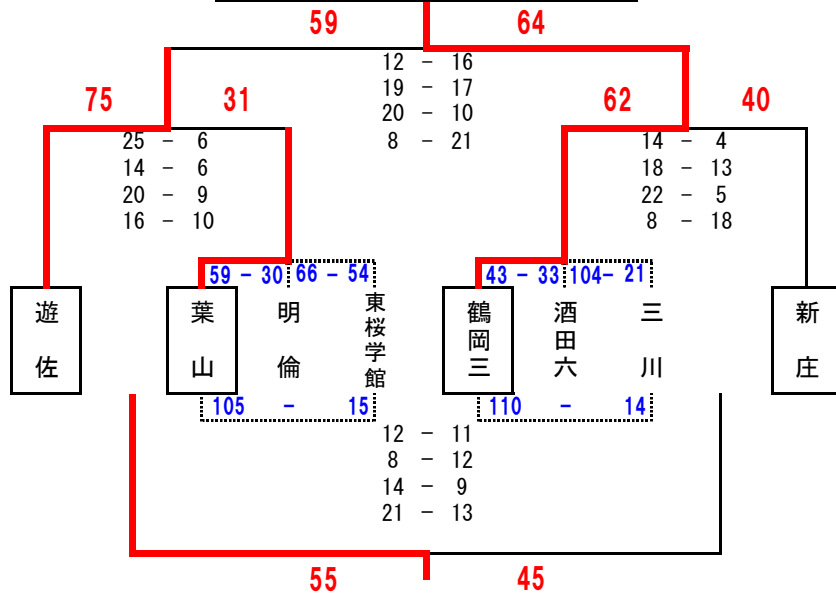 59 64
12 － 16
19 － 17
20 － 10
8 － 21
75 31 62 40
25 － 6
14 － 6
20 － 9
16 － 10
14 － 4
18 － 13
22 － 5
8 － 18
59 － 30 66 － 54
43 － 33 104－ 21
遊佐
葉山
明倫
東桜学館
鶴岡三
酒田六
三川
新庄
105 － 15
110 － 14
12 － 11
8 － 12
14 － 9
21 － 13
55 45